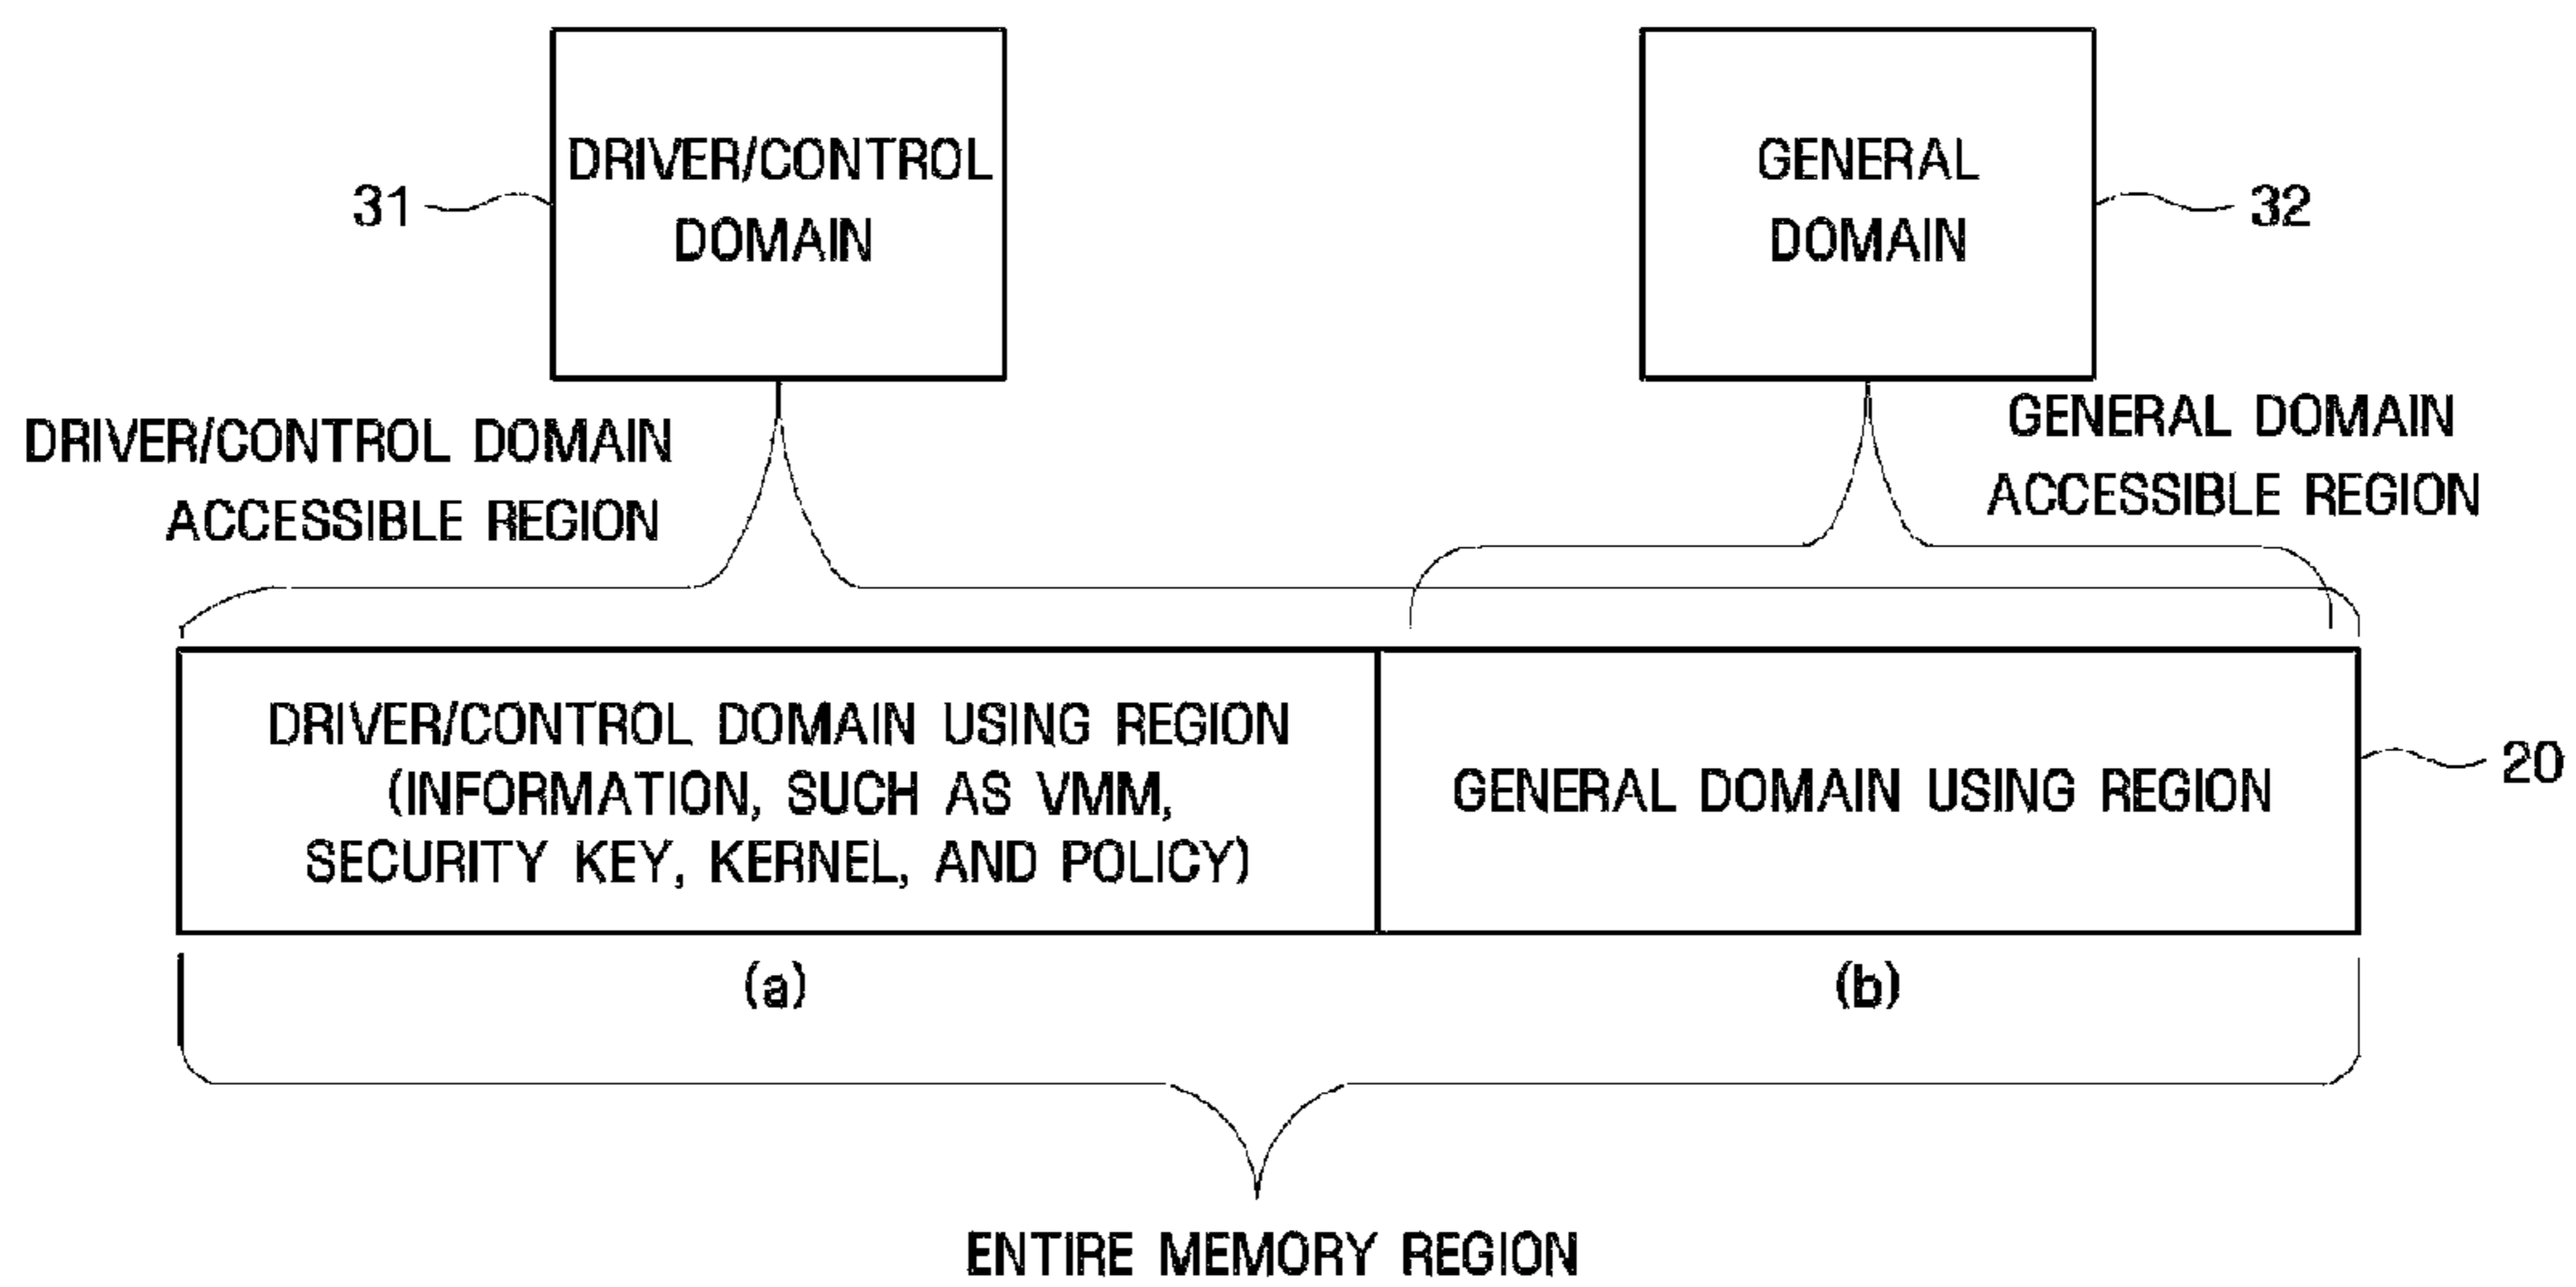 DRIVER/CONTROL
DOMAIN
31
GENERAL
DOMAIN
32
DRIVER/CONTROL DOMAIN
ACCESSIBLE REGION
GENERAL DOMAIN
ACCESSIBLE REGION
DRIVER/CONTROL DOMAIN USING REGION
(INFORMATION, SUCH AS VMM,
SECURITY KEY, KERNEL, AND POLICY)
GENERAL DOMAIN USING REGION
20
(a)
(b)
ENTIRE MEMORY REGION